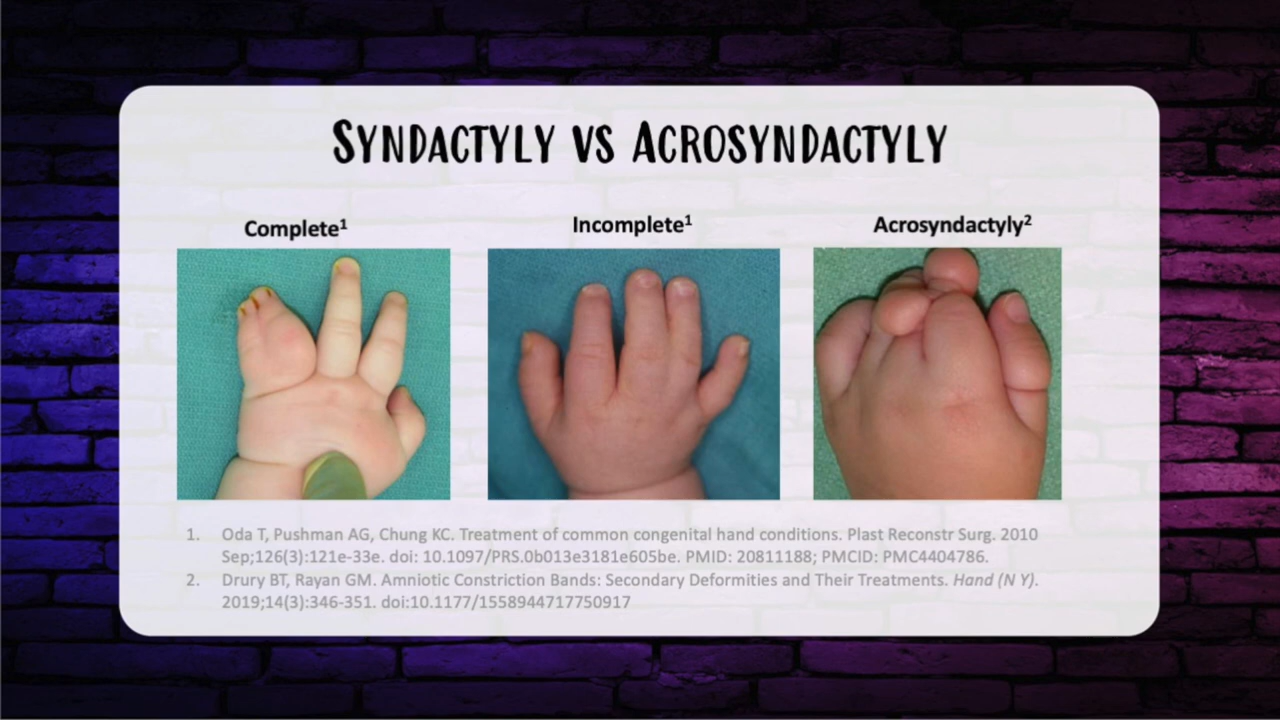 SYNDACTYLY VS ACROSYNDACTYLY
Complete¹
Incomplete¹
Acrosyndactyly²
1. Oda T, Pushman AG, Chung KC. Treatment of common congenital hand conditions. Plast Reconstr Surg. 2010
Sep;126(3):121e-33e. doi: 10.1097/PRS.0b013e3181e605be. PMID: 20811188; PMCID: PMC4404786.
2. Drury BT, Rayan GM. Amniotic Constriction Bands: Secondary Deformities and Their Treatments. Hand (N Y).
2019;14(3):346-351. doi:10.1177/1558944717750917